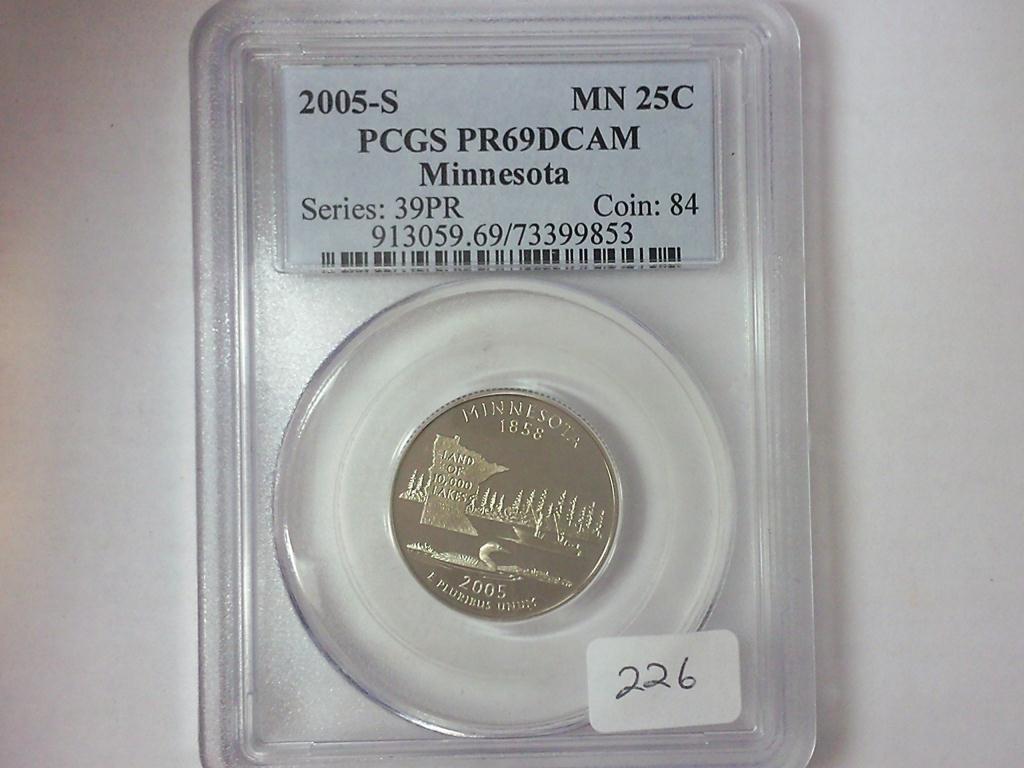 2005-S MN 25C
PCGS PR69DCAM
Minnesota
Series: 39PR Coin: 84
913059.69/73399853
MINNESOTA
1858
LAND
OF
10,000
LAKES
2005
E PLURIBUS UNUM
226